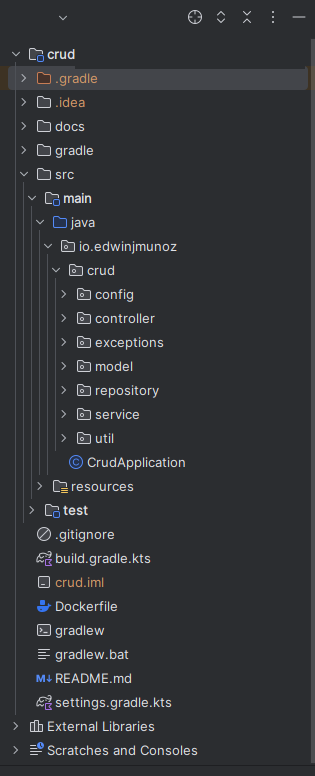 crud
.gradle
.idea
docs
gradle
src
main
java
io.edwinjmunoz
crud
config
controller
exceptions
model
repository
service
util
CrudApplication
resources
test
.gitignore
build.gradle.kts
crud.iml
Dockerfile
gradlew
gradlew.bat
README.md
settings.gradle.kts
External Libraries
Scratches and Consoles